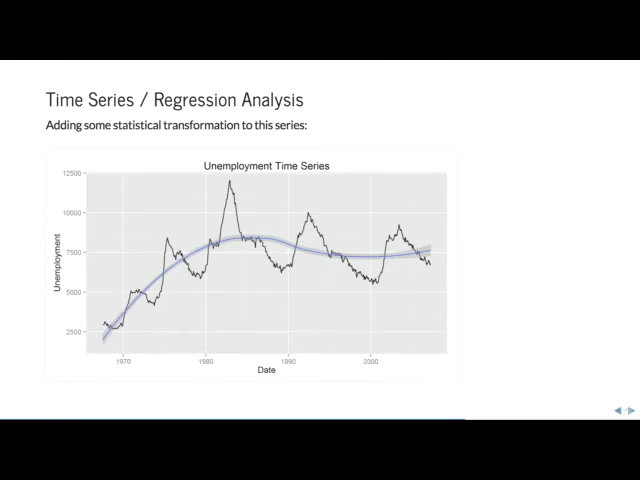 Time Series / Regression Analysis
Adding some statistical transformation to this series:
Unemployment Time Series
12500
10000
7500
5000
2500
Unemployment
1970 1980 1990 2000
Date